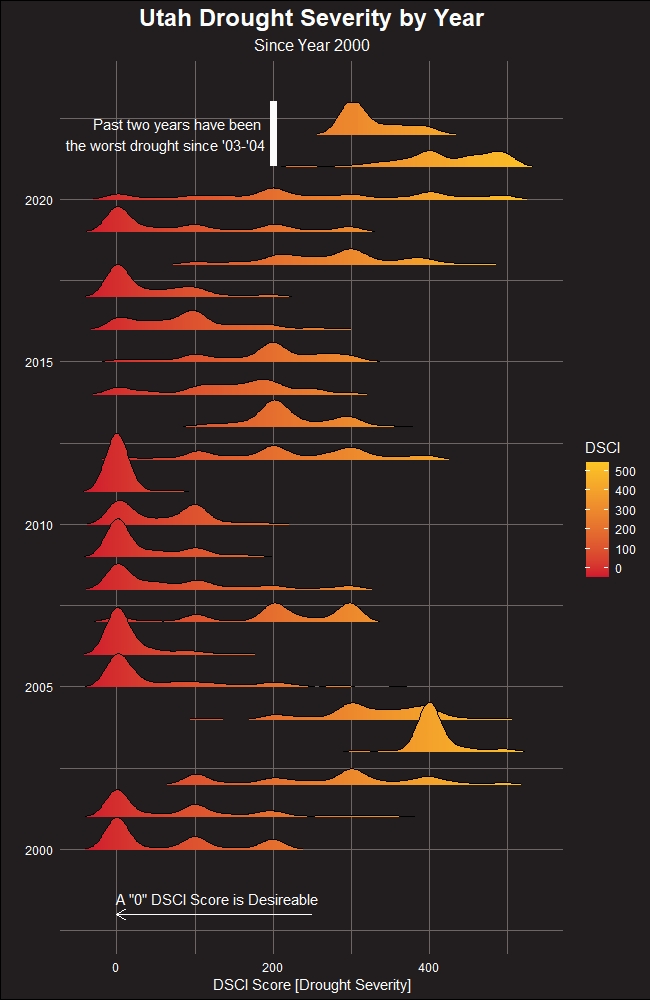 Utah Drought Severity by Year
Since Year 2000
Past two years have been
the worst drought since '03-'04
2020
2015
2010
2005
2000
DSCI
500
400
300
200
100
0
A "0" DSCI Score is Desireable
0 200 400
DSCI Score [Drought Severity]